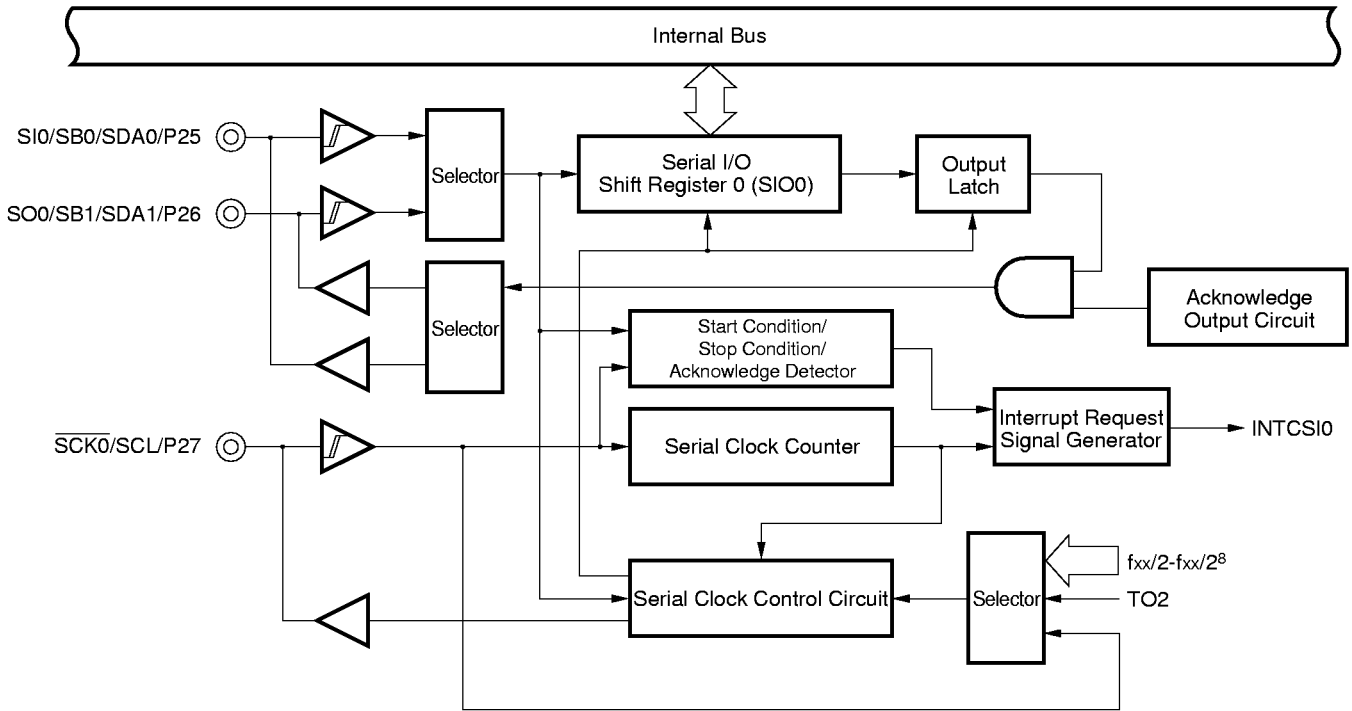 Internal Bus
SI0/SB0/SDA0/P25
Selector
Serial I/O
Shift Register 0 (SIO0)
Output
Latch
SO0/SB1/SDA1/P26
Selector
Acknowledge
Output Circuit
Start Condition/
Stop Condition/
Acknowledge Detector
SCK0/SCL/P27
Serial Clock Counter
Interrupt Request
Signal Generator
INTCSI0
Serial Clock Control Circuit
Selector
fxx/2-fxx/2⁸
TO2